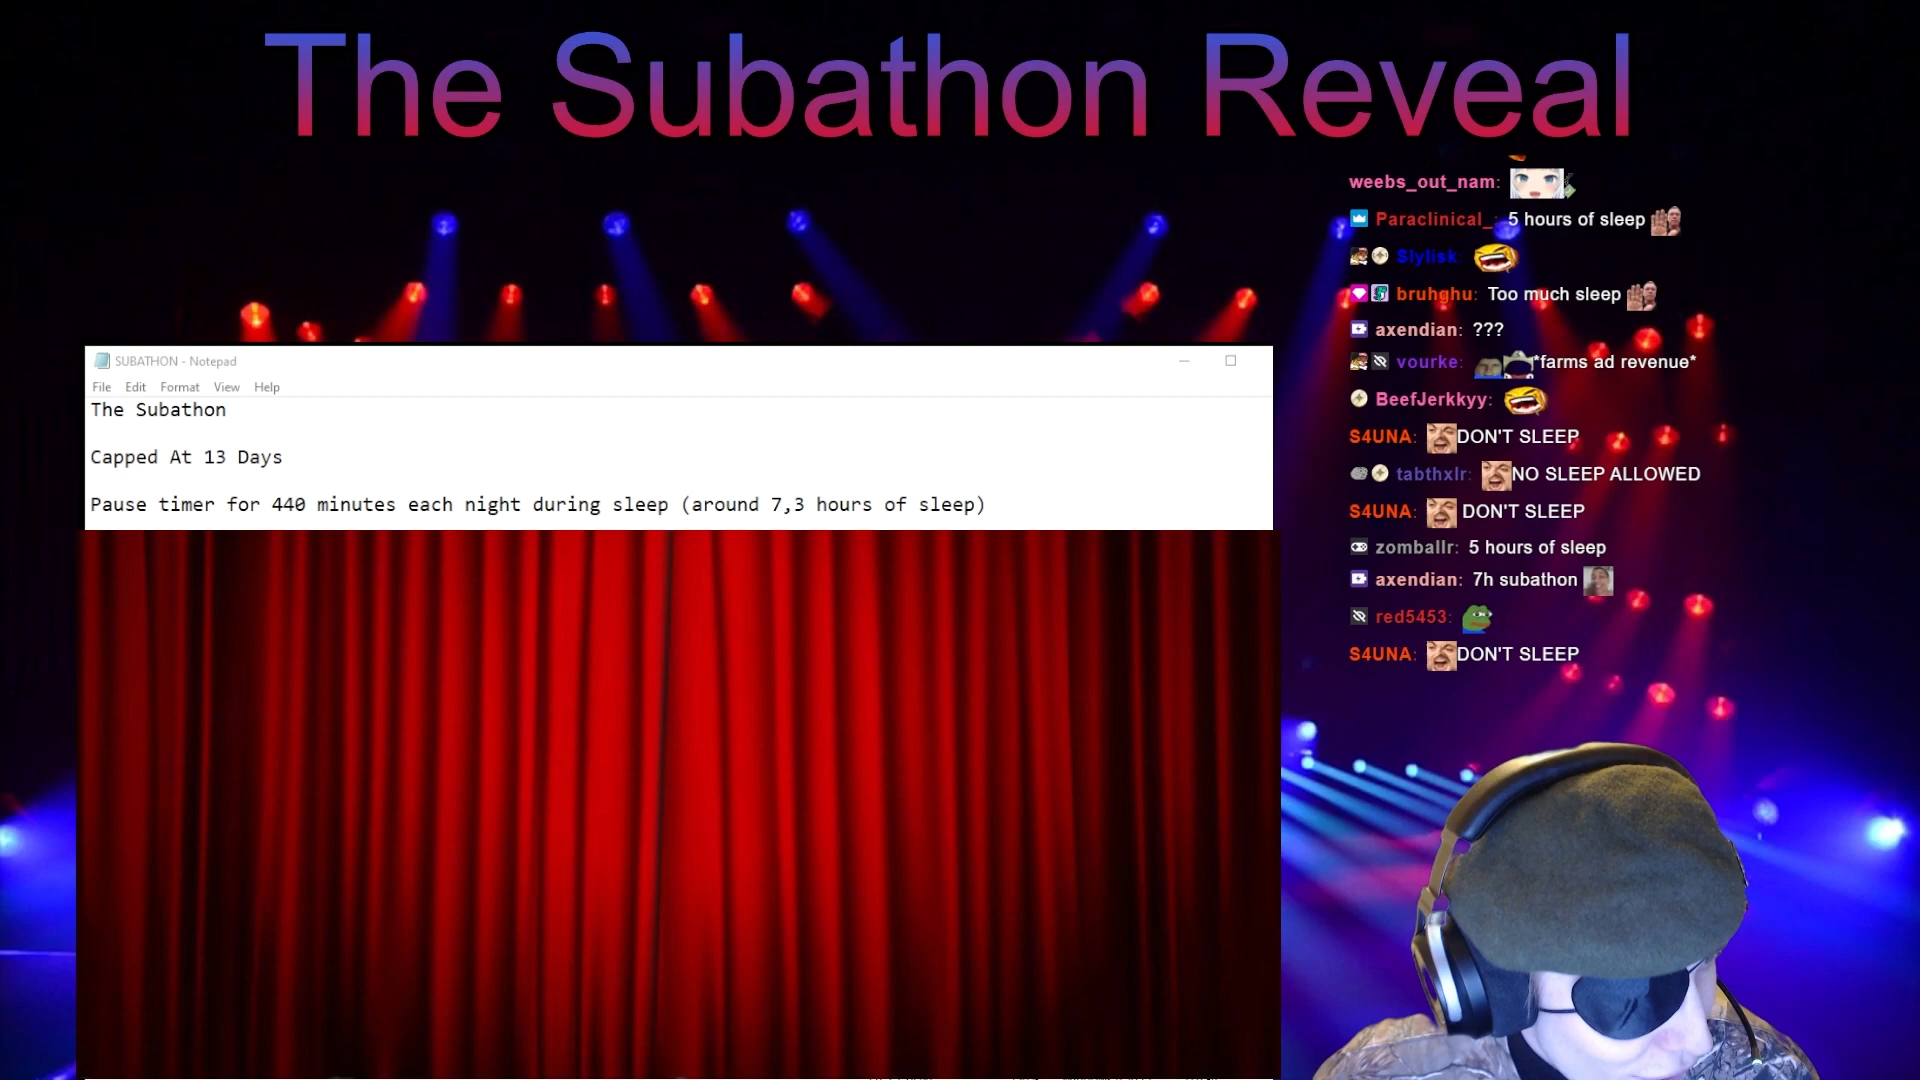 The Subathon Reveal
SUBATHON - Notepad
File Edit Format View Help
The Subathon
Capped At 13 Days
Pause timer for 440 minutes each night during sleep (around 7,3 hours of sleep)
weebs_out_nam:
Paraclinical_: 5 hours of sleep
Slylisk:
bruhghu: Too much sleep
axendian: ???
vourke: *farms ad revenue*
BeefJerkkyy:
S4UNA: DON'T SLEEP
tabthxlr: NO SLEEP ALLOWED
S4UNA: DON'T SLEEP
zomballr: 5 hours of sleep
axendian: 7h subathon
red5453:
S4UNA: DON'T SLEEP